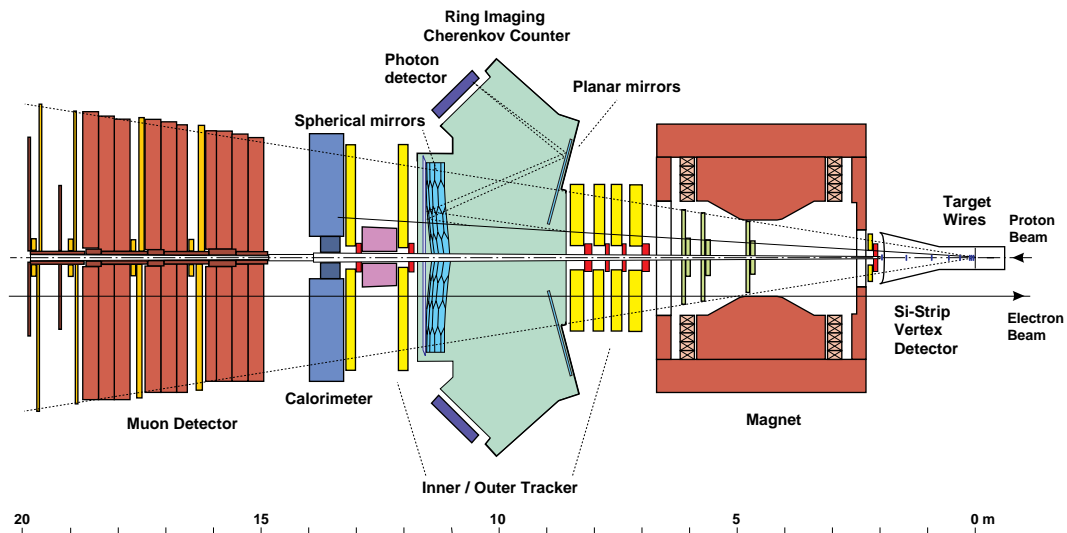 Ring Imaging
Cherenkov Counter
Photon
detector
Planar mirrors
Spherical mirrors
Target
Wires
Proton
Beam
Si-Strip
Vertex
Detector
Electron
Beam
Calorimeter
Muon Detector
Magnet
Inner / Outer Tracker
20 15 10 5 0 m